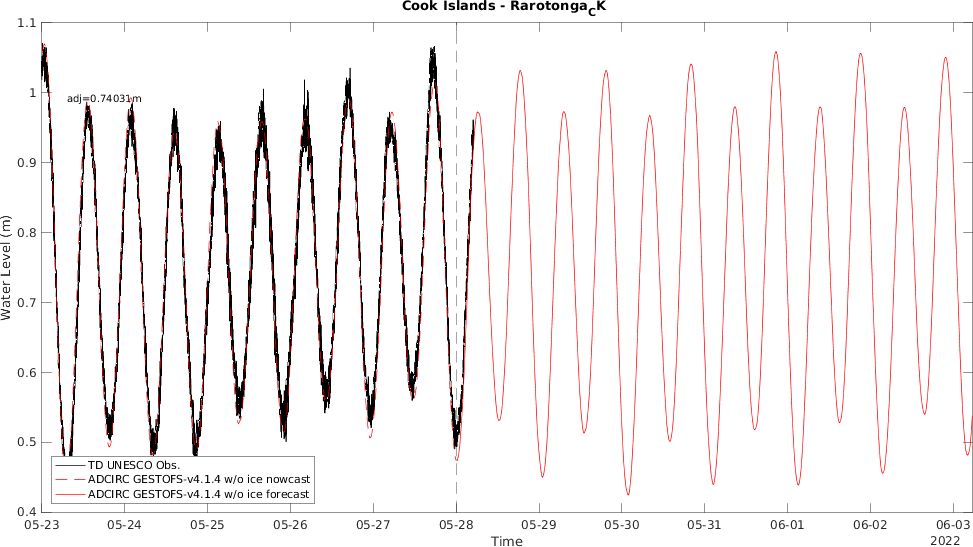 Cook Islands - Rarotonga_CK
1.1
1
0.9
0.8
0.7
0.6
0.5
0.4
Water Level (m)
adj=0.74031m
TD UNESCO Obs.
ADCIRC GESTOFS-v4.1.4 w/o ice nowcast
ADCIRC GESTOFS-v4.1.4 w/o ice forecast
05-23 05-24 05-25 05-26 05-27 05-28 05-29 05-30 05-31 06-01 06-02 06-03
Time
2022